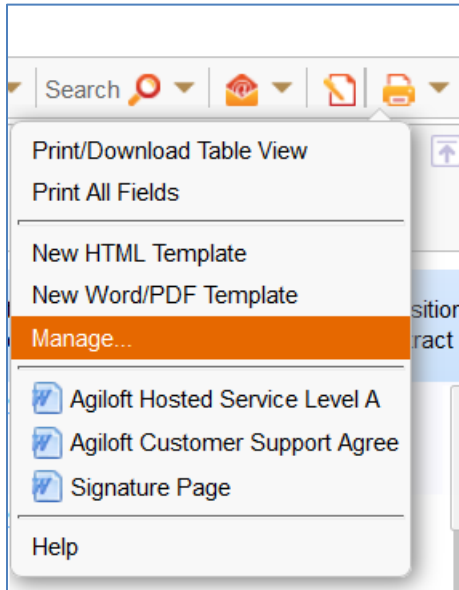 Search
Print/Download Table View
Print All Fields
New HTML Template
New Word/PDF Template
Manage...
Agiloft Hosted Service Level A
Agiloft Customer Support Agree
Signature Page
Help